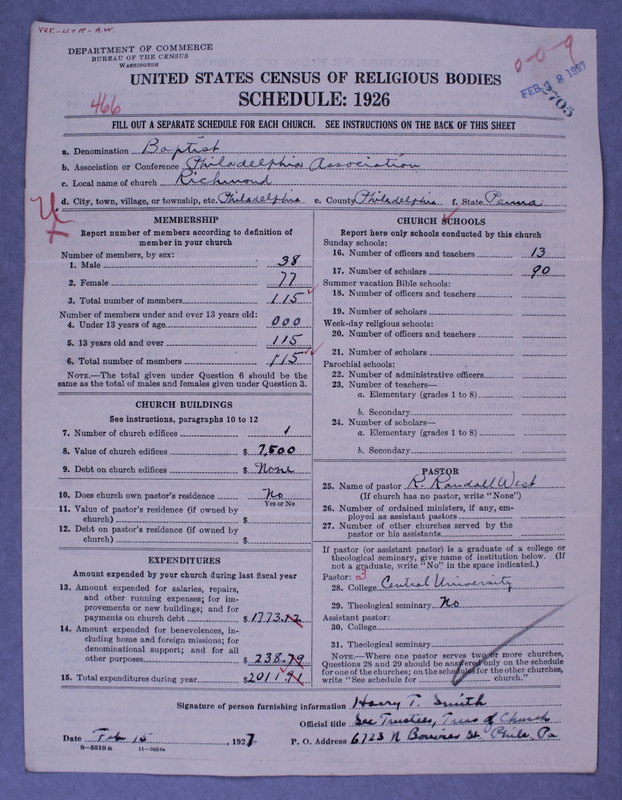 Ver. - U + R - A.W.
DEPARTMENT OF COMMERCE
BUREAU OF THE CENSUS
WASHINGTON
UNITED STATES CENSUS OF RELIGIOUS BODIES
SCHEDULE: 1926
466
0-0-9
FEB 8 1927
2705
FILL OUT A SEPARATE SCHEDULE FOR EACH CHURCH. SEE INSTRUCTIONS ON THE BACK OF THIS SHEET
a. Denomination Baptist
b. Association or Conference Philadelphia Association
c. Local name of church Richmond
d. City, town, village, or township, etc. Philadelphia e. County Philadelphia f. State Penna
MEMBERSHIP
Report number of members according to definition of member in your church
Number of members, by sex:
1. Male 38
2. Female 77
3. Total number of members 115
Number of members under and over 13 years old:
4. Under 13 years of age 000
5. 13 years old and over 115
6. Total number of members 115
NOTE.—The total given under Question 6 should be the
same as the total of males and females given under Question 3.
CHURCH BUILDINGS
See instructions, paragraphs 10 to 12
7. Number of church edifices 1
8. Value of church edifices $ 7,500
9. Debt on church edifices $ None
10. Does church own pastor's residence No
Yes or No
11. Value of pastor's residence (if owned by
church) $
12. Debt on pastor's residence (if owned by
church) $
EXPENDITURES
Amount expended by your church during last fiscal year
13. Amount expended for salaries, repairs,
and other running expenses; for im-
provements or new buildings; and for
payments on church debt $ 1773.12
14. Amount expended for benevolences, in-
cluding home and foreign missions; for
denominational support; and for all
other purposes $ 238.79
15. Total expenditures during year $ 2011.91
CHURCH SCHOOLS
Report here only schools conducted by this church
Sunday schools:
16. Number of officers and teachers 13
17. Number of scholars 90
Summer vacation Bible schools:
18. Number of officers and teachers
19. Number of scholars
Week-day religious schools:
20. Number of officers and teachers
21. Number of scholars
Parochial schools:
22. Number of administrative officers
23. Number of teachers—
a. Elementary (grades 1 to 8)
b. Secondary
24. Number of scholars—
a. Elementary (grades 1 to 8)
b. Secondary
PASTOR
25. Name of pastor R. Randall West
(If church has no pastor, write "None")
26. Number of ordained ministers, if any, em-
ployed as assistant pastors
27. Number of other churches served by the
pastor or his assistants
If pastor (or assistant pastor) is a graduate of a college or
theological seminary, give name of institution below. (If
not a graduate, write "No" in the space indicated.)
Pastor: 3
28. College Central University
29. Theological seminary No
Assistant pastor:
30. College
31. Theological seminary
NOTE.—Where one pastor serves two or more churches,
Questions 28 and 29 should be answered only on the schedule
for one of the churches; on the schedule for the other churches,
write "See schedule for church."
Signature of person furnishing information Harry T. Smith
Official title Sec Trustees, Treas of Church
Date Feb 15, 1927
P. O. Address 6723 N St. Phila. Pa
8—5518a 11—9654a